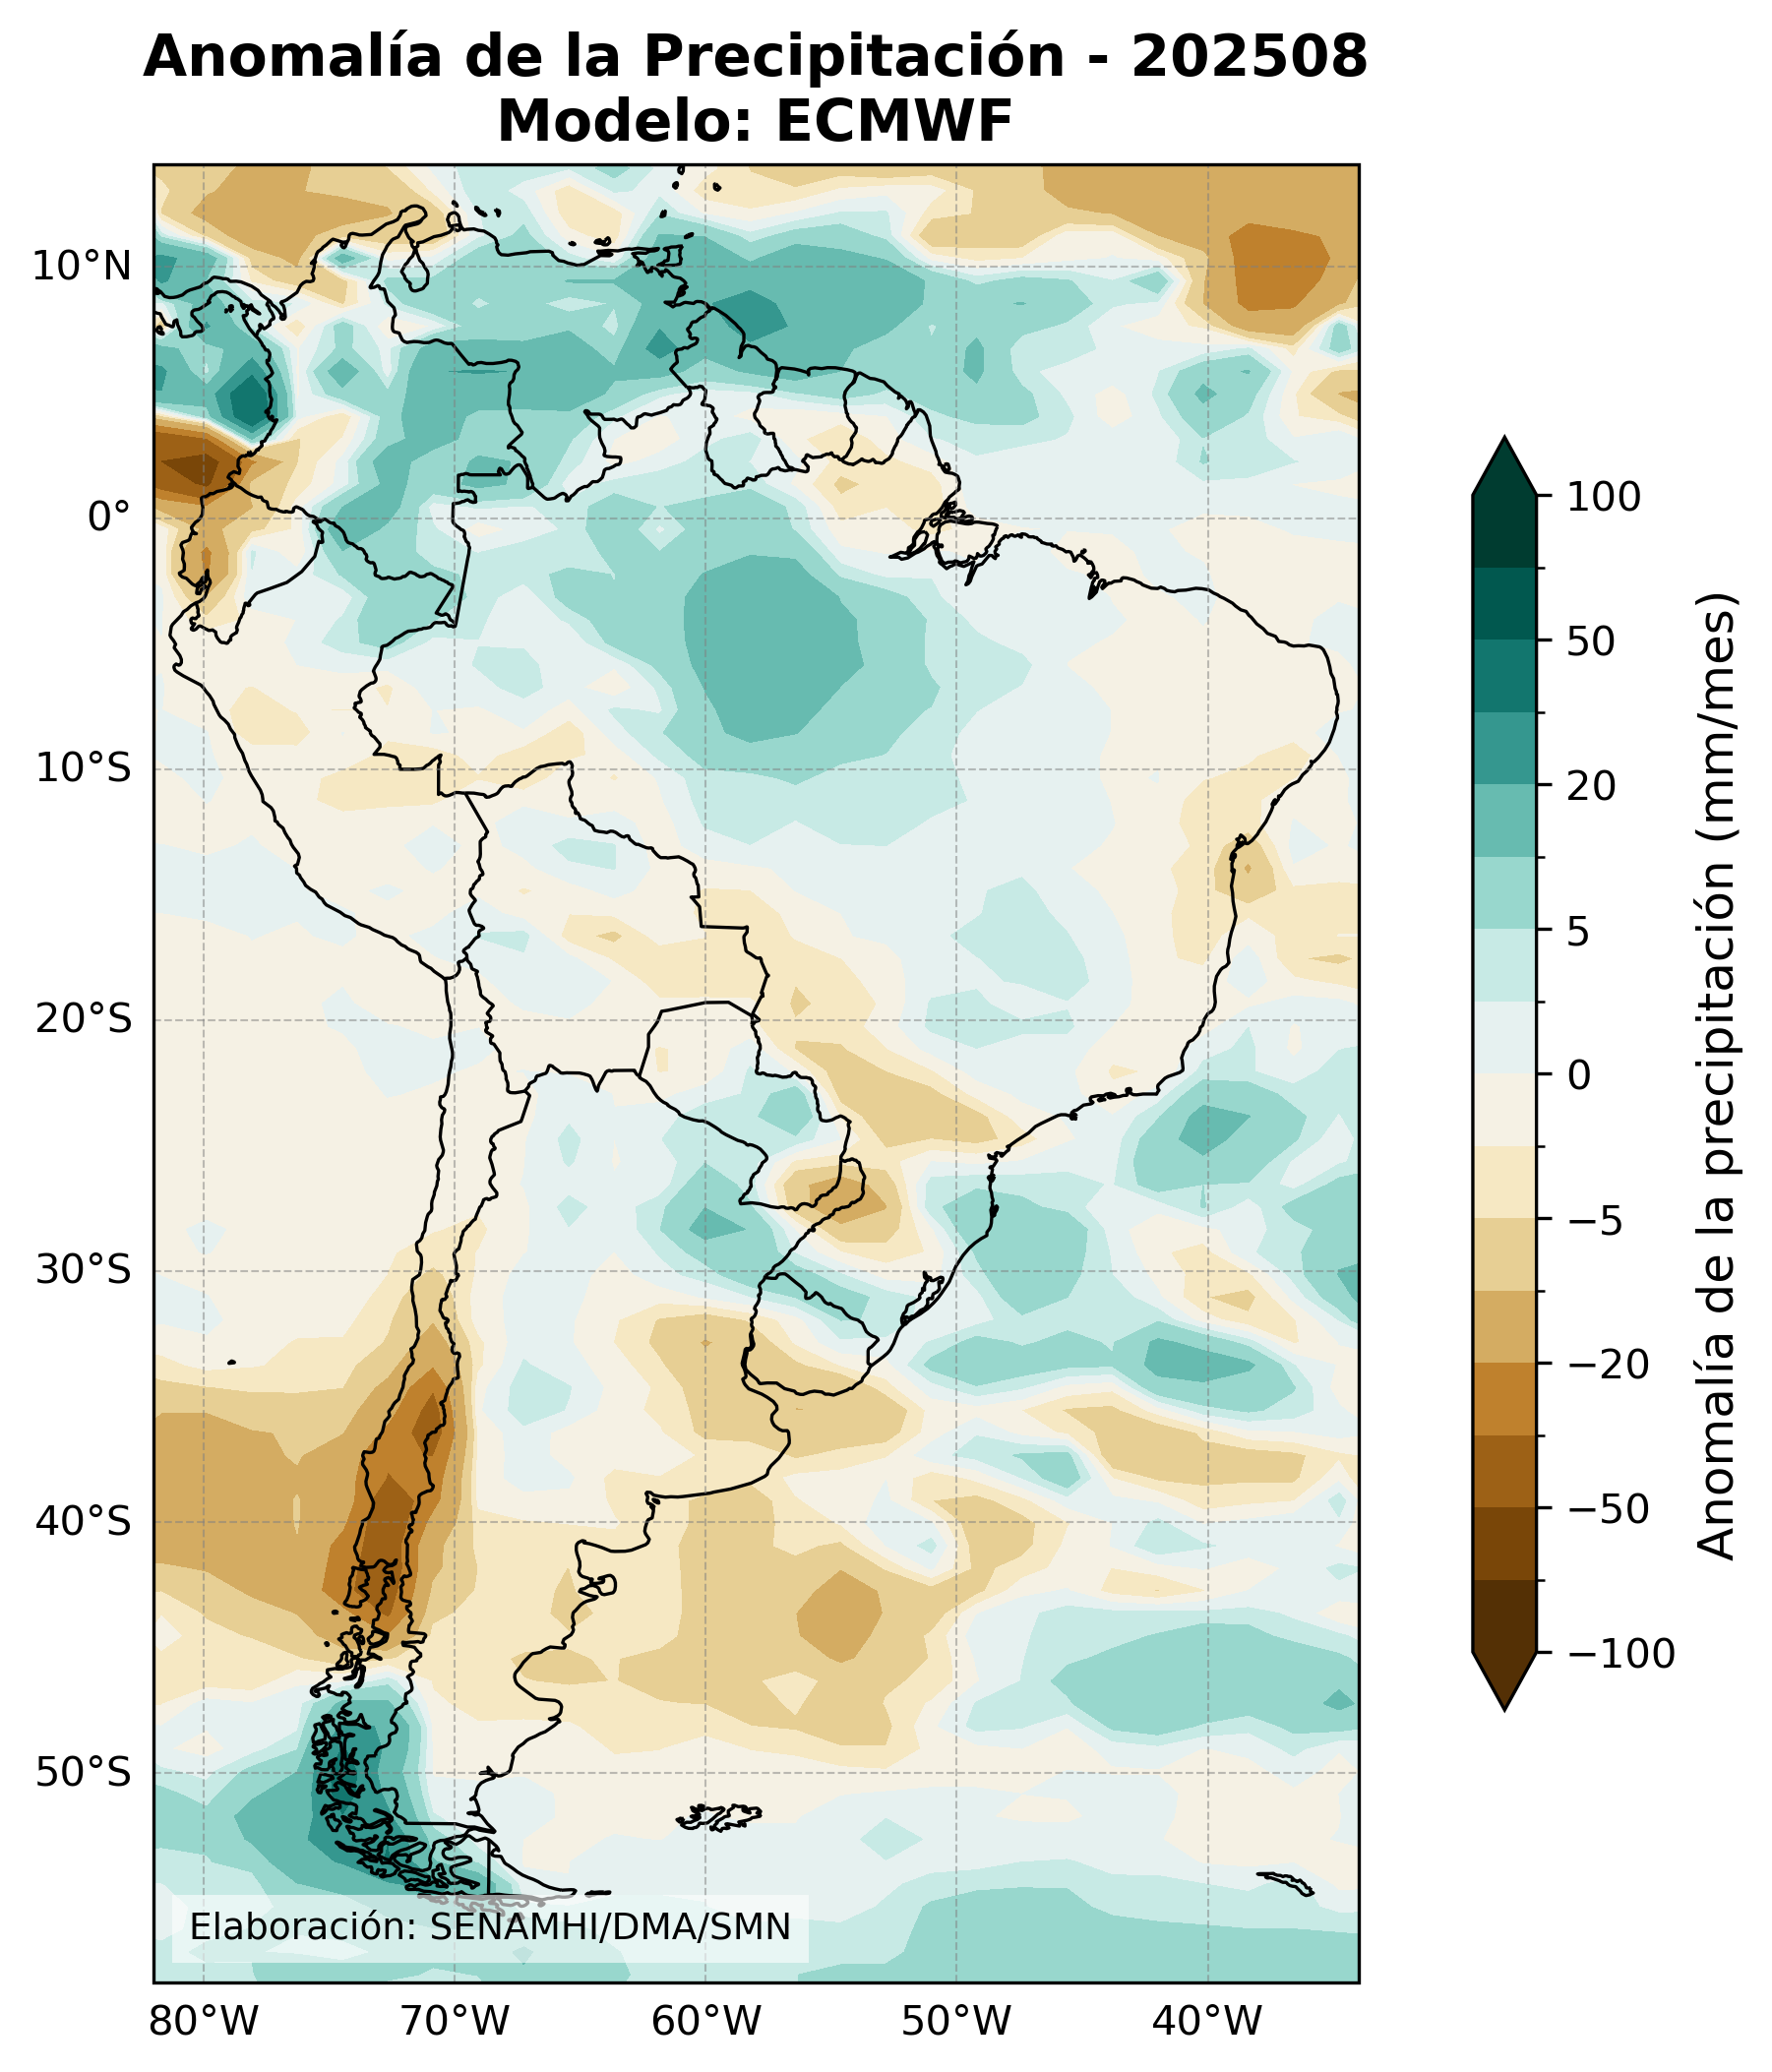 Anomalía de la Precipitación - 202508
Modelo: ECMWF
10°N
0°
10°S
20°S
30°S
40°S
50°S
80°W
70°W
60°W
50°W
40°W
Elaboración: SENAMHI/DMA/SMN
100
50
20
5
0
−5
−20
−50
−100
Anomalía de la precipitación (mm/mes)